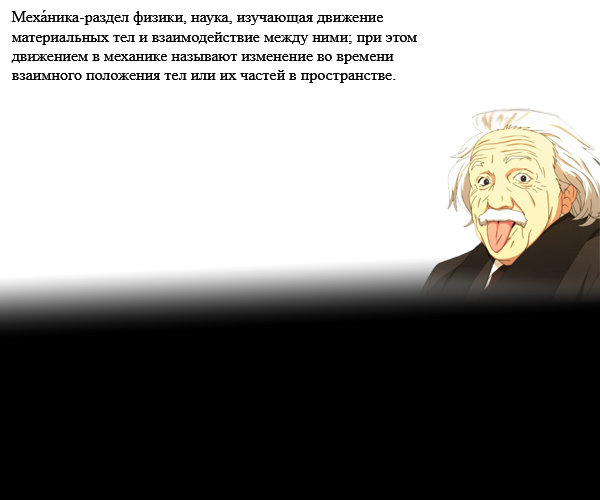 Меха́ника-раздел физики, наука, изучающая движение
материальных тел и взаимодействие между ними; при этом
движением в механике называют изменение во времени
взаимного положения тел или их частей в пространстве.